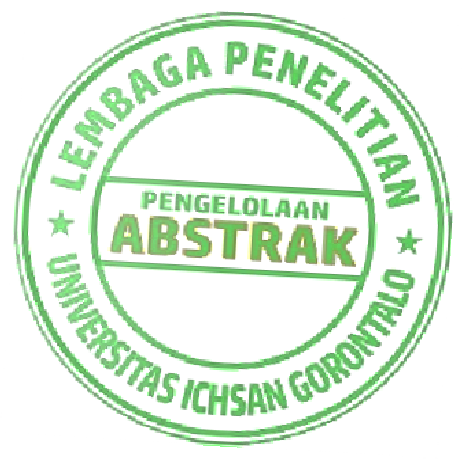 LEMBAGA PENELITIAN
PENGELOLAAN
ABSTRAK
UNIVERSITAS ICHSAN GORONTALO